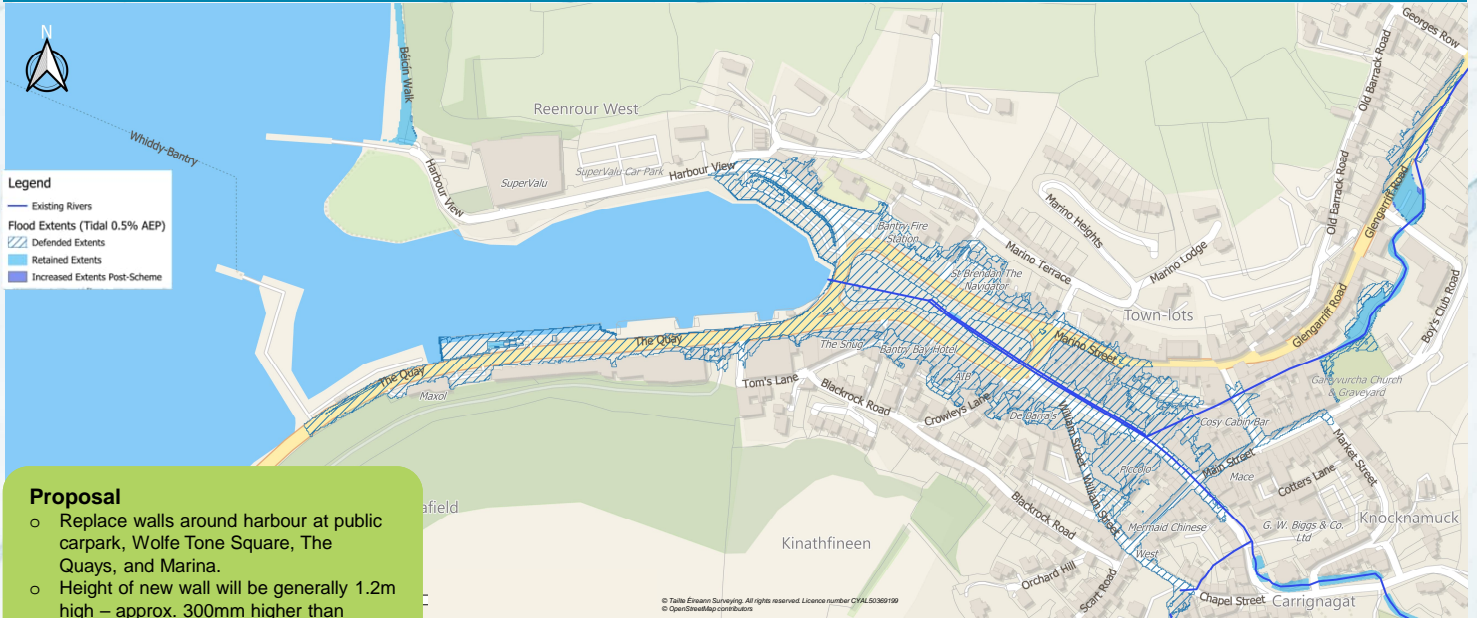 N
Béicín Walk
Georges Row
Old Barrack Road
Reenrour West
Whiddy-Bantry
Legend
Existing Rivers
Flood Extents (Tidal 0.5% AEP)
Defended Extents
Retained Extents
Increased Extents Post-Scheme
Harbour View
SuperValu
SuperValu Car Park
Harbour View
Bantry Fire
Station
Marino Heights
Old Barrack Road
Glengarriff Road
Marino Terrace
Marino Lodge
St Brendan The
Navigator
Town-lots
Glengarriff Road
Boy's Club Road
The Quay
The Quay
Maxol
The Snug
Bantry Bay Hotel
Marino Street
Tom's Lane
Blackrock Road
AIB
Crowleys Lane
De Barra's
William Street
William Street
Garryvurcha Church
& Graveyard
Cosy Cabin Bar
Main Street
Market Street
Piccolo
Mace
Cotters Lane
Blackrock Road
Mermaid Chinese
G. W. Biggs & Co.
Ltd
Knocknamuck
West
Kinathfineen
Orchard Hill
Scart Road
Chapel Street
Carrignagat
afield
Proposal
o Replace walls around harbour at public
carpark, Wolfe Tone Square, The
Quays, and Marina.
o Height of new wall will be generally 1.2m
high – approx. 300mm higher than
© Tailte Éireann Surveying. All rights reserved. Licence number CYAL50369199
© OpenStreetMap contributors